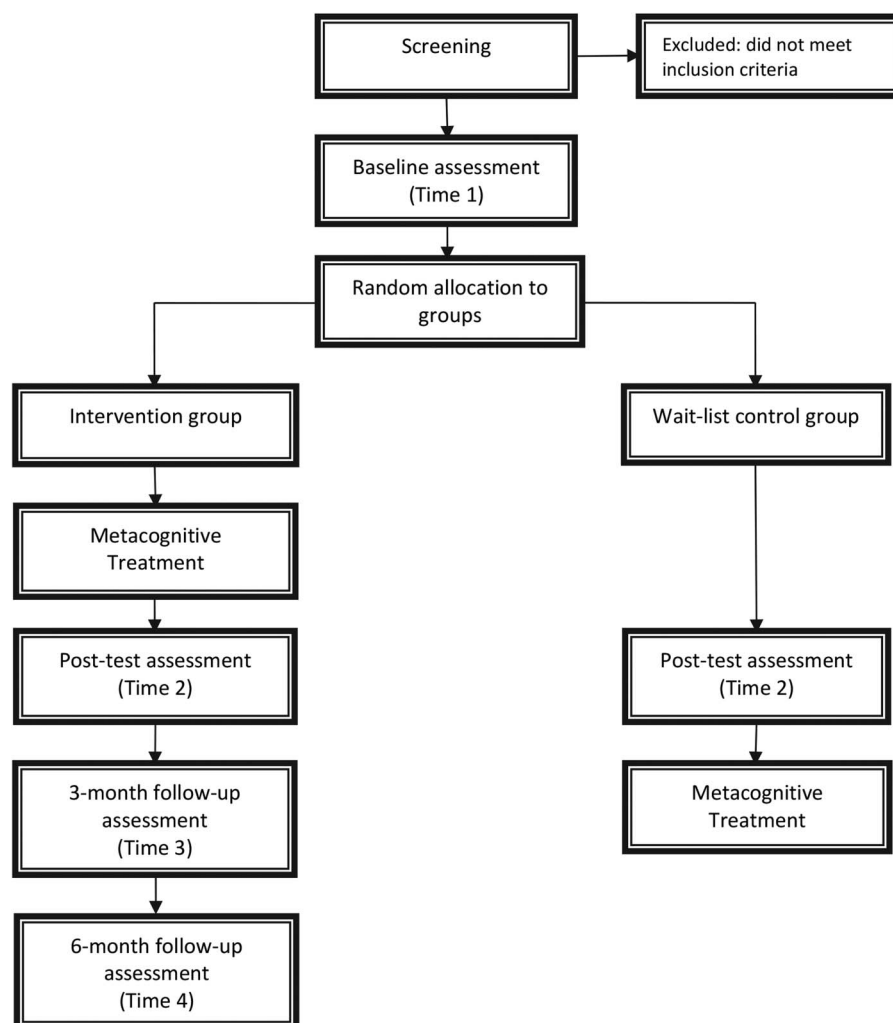 Screening
Excluded: did not meet
inclusion criteria
Baseline assessment
(Time 1)
Random allocation to
groups
Intervention group
Wait-list control group
Metacognitive
Treatment
Post-test assessment
(Time 2)
Post-test assessment
(Time 2)
3-month follow-up
assessment
(Time 3)
Metacognitive
Treatment
6-month follow-up
assessment
(Time 4)